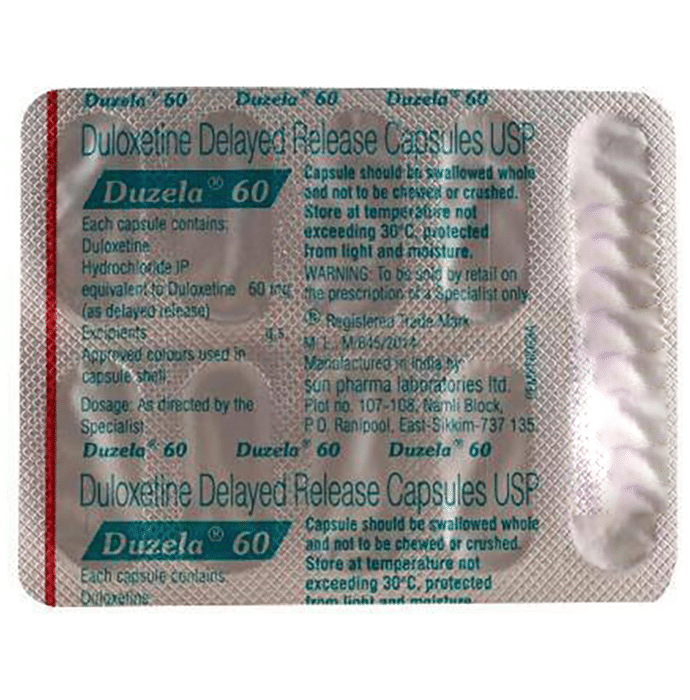 Duzela® 60 Duzela® 60 Duzela® 60
Duloxetine Delayed Release Capsules USP
Duzela® 60
Each capsule contains:
Duloxetine
Hydrochloride IP
equivalent to Duloxetine 60 mg
(as delayed release)
Excipients q.s.
Approved colours used in
capsule shell.
Dosage: As directed by the
Specialist.
Capsule should be swallowed whole
and not to be chewed or crushed.
Store at temperature not
exceeding 30°C, protected
from light and moisture.
WARNING: To be sold by retail on
the prescription of a Specialist only.
® Registered Trade Mark
M. L. M/645/2014
Manufactured in India by:
sun pharma laboratories ltd.
Plot no. 107-108, Namli Block,
P.O. Ranipool, East-Sikkim-737 135.
Duzela® 60 Duzela® 60 Duzela® 60
Duloxetine Delayed Release Capsules USP
Duzela® 60
Each capsule contains:
Duloxetine
Capsule should be swallowed whole
and not to be chewed or crushed.
Store at temperature not
exceeding 30°C, protected
from light and moisture.